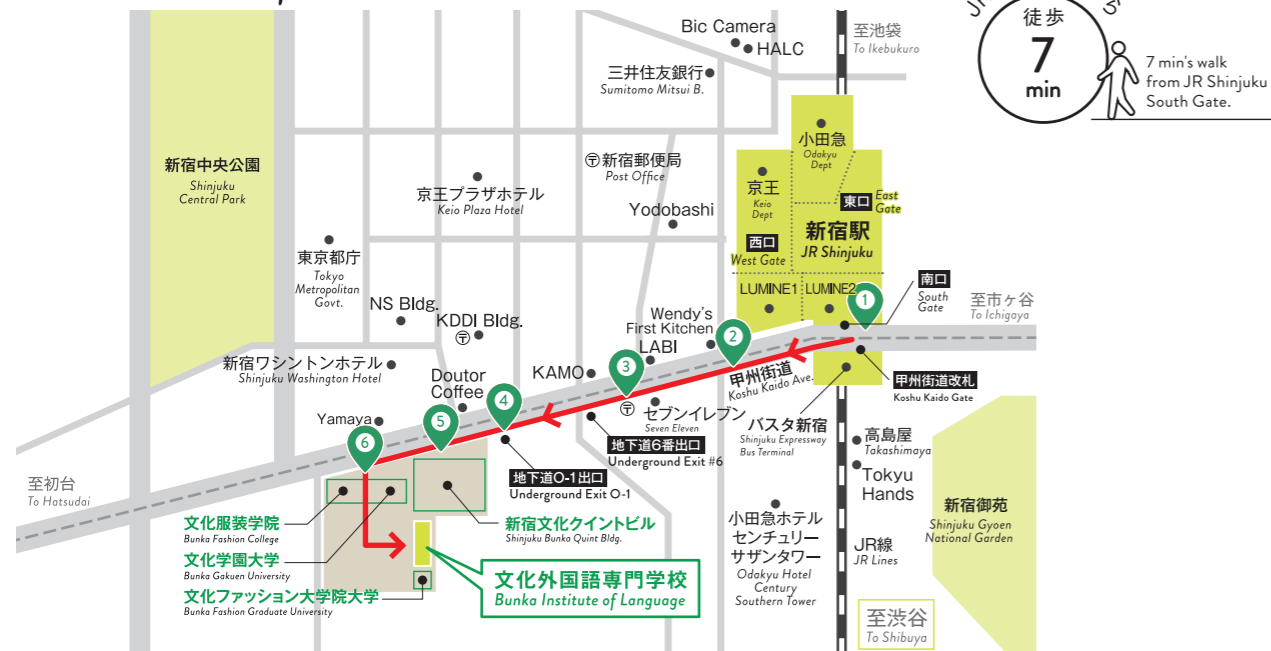 Bic Camera
HALC
三井住友銀行
Sumitomo Mitsui B.
至池袋
To Ikebukuro
徒歩
7
min
7 min's walk
from JR Shinjuku
South Gate.
新宿中央公園
Shinjuku
Central Park
京王プラザホテル
Keio Plaza Hotel
〒新宿郵便局
Post Office
Yodobashi
小田急
Odakyu
Dept
京王
Keio
Dept
東口
East
Gate
西口
West Gate
新宿駅
JR Shinjuku
LUMINE1
LUMINE2
1
南口
South
Gate
至市ヶ谷
To Ichigaya
東京都庁
Tokyo
Metropolitan
Govt.
NS Bldg.
KDDI Bldg.
〒
新宿ワシントンホテル
Shinjuku Washington Hotel
Wendy's
First Kitchen
LABI
2
3
KAMO
甲州街道
Koshu Kaido Ave.
甲州街道改札
Koshu Kaido Gate
Doutor
Coffee
4
5
Yamaya
6
〒
セブンイレブン
Seven Eleven
バスタ新宿
Shinjuku Expressway
Bus Terminal
地下道6番出口
Underground Exit #6
地下道O-1出口
Underground Exit O-1
高島屋
Takashimaya
Tokyu
Hands
新宿御苑
Shinjuku Gyoen
National Garden
至初台
To Hatsudai
文化服装学院
Bunka Fashion College
文化学園大学
Bunka Gakuen University
文化ファッション大学院大学
Bunka Fashion Graduate University
新宿文化クイントビル
Shinjuku Bunka Quint Bldg.
文化外国語専門学校
Bunka Institute of Language
小田急ホテル
センチュリー
サザンタワー
Odakyu Hotel
Century
Southern Tower
JR線
JR Lines
至渋谷
To Shibuya